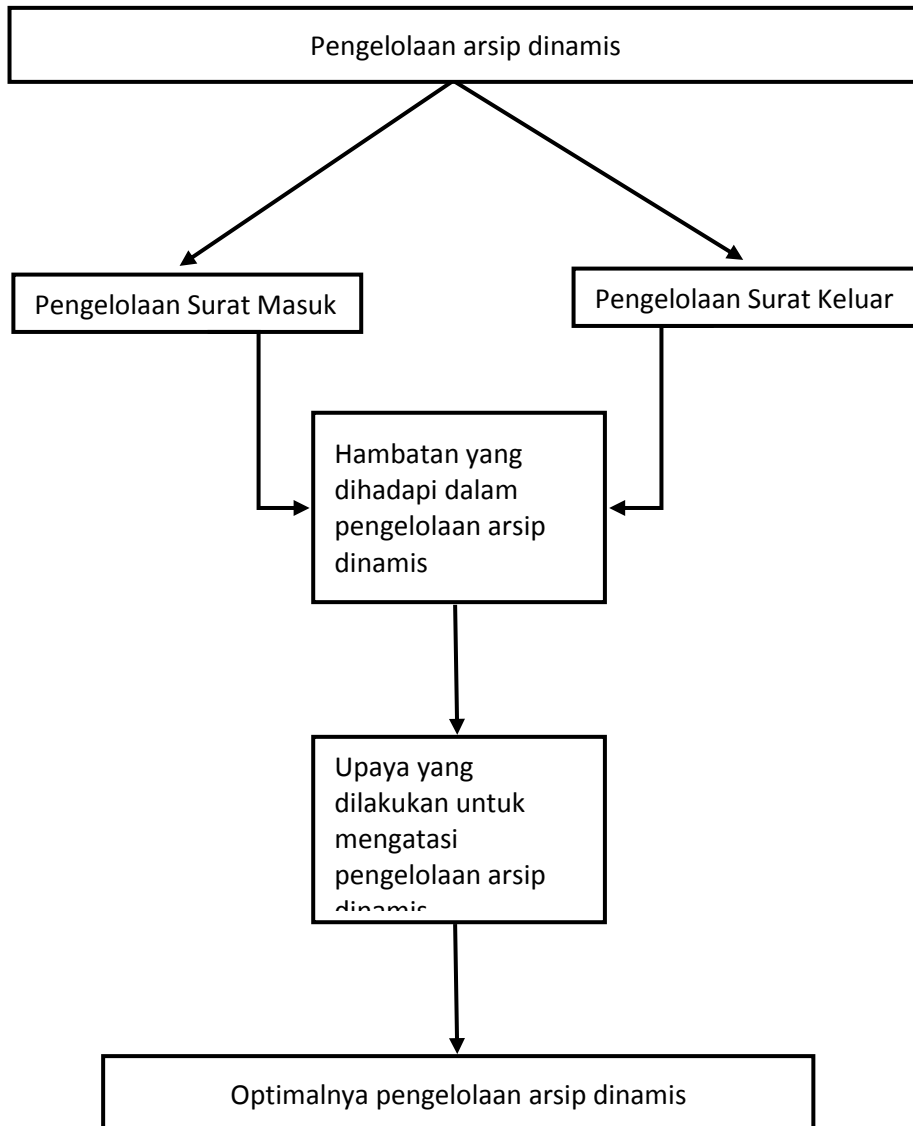 Pengelolaan arsip dinamis
Pengelolaan Surat Masuk
Pengelolaan Surat Keluar
Hambatan yang
dihadapi dalam
pengelolaan arsip
dinamis
Upaya yang
dilakukan untuk
mengatasi
pengelolaan arsip
dinamis
Optimalnya pengelolaan arsip dinamis